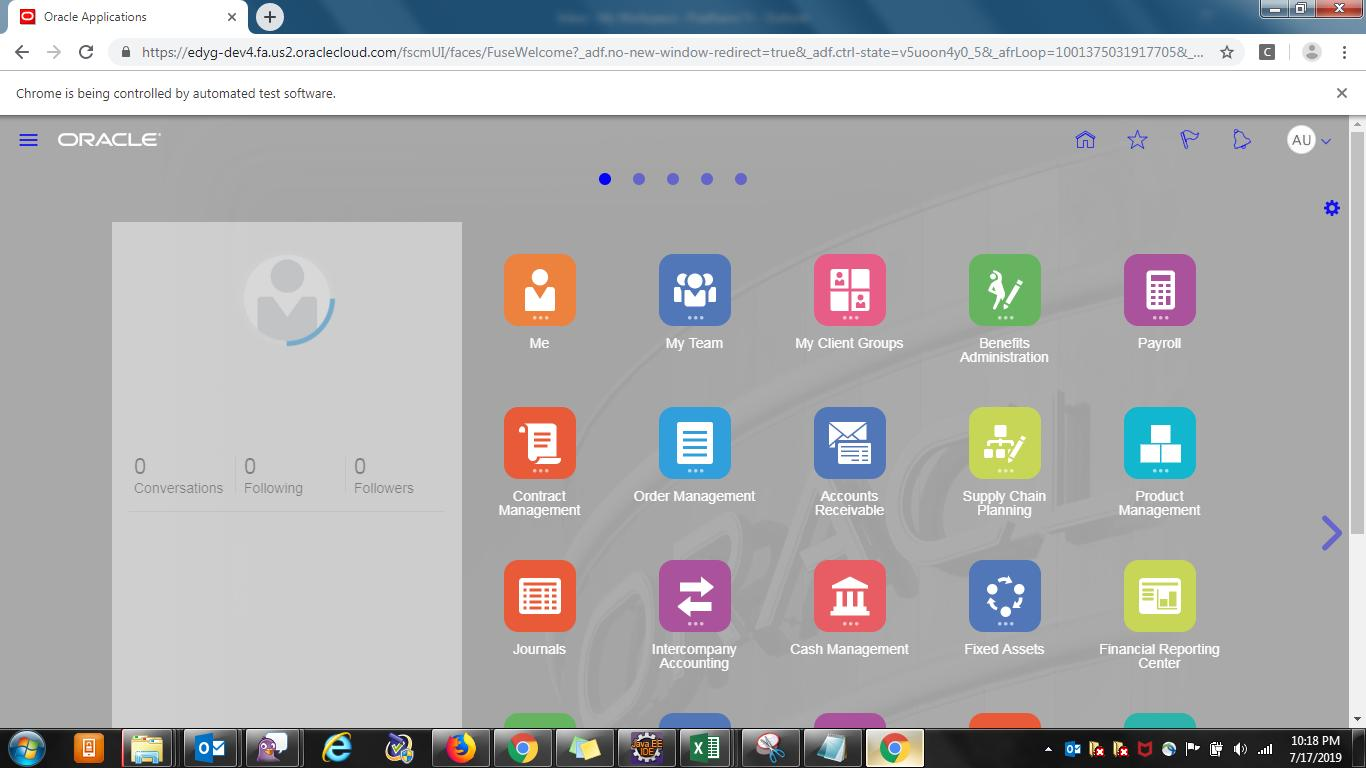 Oracle Applications
https://edyg-dev4.fa.us2.oraclecloud.com/fscmUI/faces/FuseWelcome?_adf.no-new-window-redirect=true&_adf.ctrl-state=v5uoon4y0_5&_afrLoop=1001375031917705&_...
C
Chrome is being controlled by automated test software.
ORACLE
AU
Me
My Team
My Client Groups
Benefits
Administration
Payroll
0
Conversations
0
Following
0
Followers
Contract
Management
Order Management
Accounts
Receivable
Supply Chain
Planning
Product
Management
Journals
Intercompany
Accounting
Cash Management
Fixed Assets
Financial Reporting
Center
Java EE
IDE
10:18 PM
7/17/2019